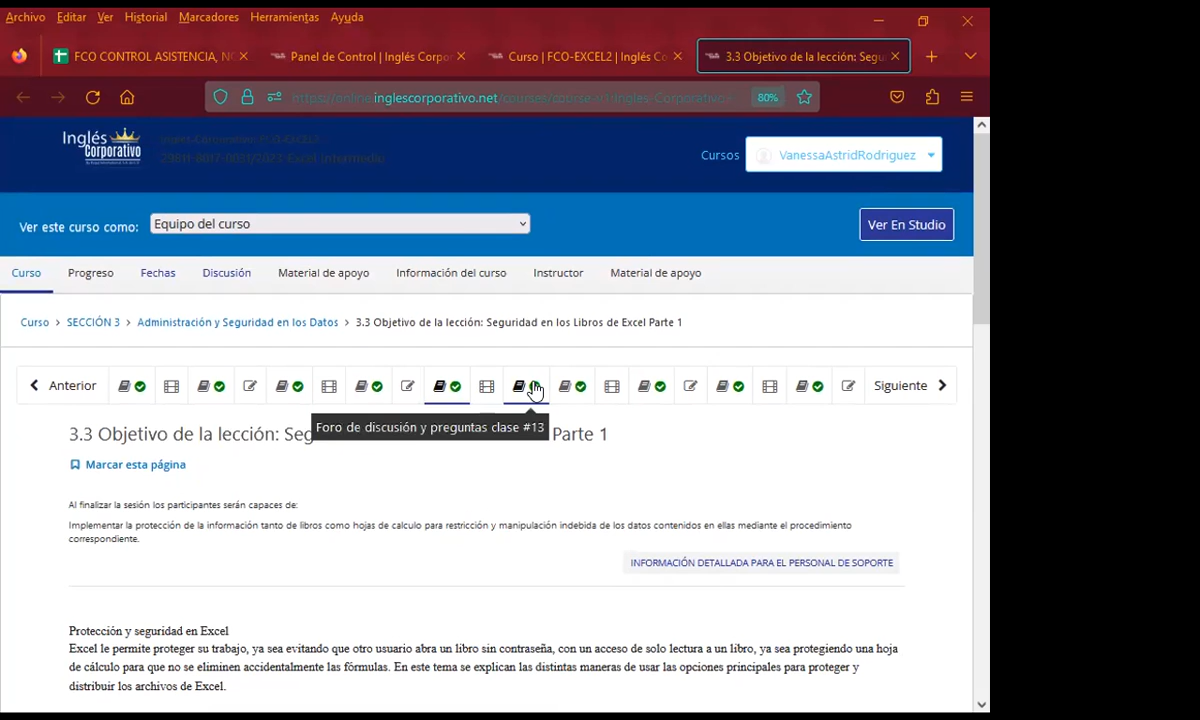 Archivo Editar Ver Historial Marcadores Herramientas Ayuda
FCO CONTROL ASISTENCIA, NO
Panel de Control | Inglés Corpo
Curso | FCO-EXCEL2 | Inglés Co
3.3 Objetivo de la lección: Segu
https://online.inglescorporativo.net/courses/course-v1:Ingles-Corporativo+
80%
Inglés
Corporativo
Cursos
VanessaAstridRodriguez
Ver este curso como:
Equipo del curso
Ver En Studio
Curso Progreso Fechas Discusión Material de apoyo Información del curso Instructor Material de apoyo
Curso > SECCIÓN 3 > Administración y Seguridad en los Datos > 3.3 Objetivo de la lección: Seguridad en los Libros de Excel Parte 1
Anterior
Siguiente
Foro de discusión y preguntas clase #13
3.3 Objetivo de la lección: Seg Parte 1
Marcar esta página
Al finalizar la sesión los participantes serán capaces de:
Implementar la protección de la información tanto de libros como hojas de calculo para restricción y manipulación indebida de los datos contenidos en ellas mediante el procedimiento
correspondiente.
INFORMACIÓN DETALLADA PARA EL PERSONAL DE SOPORTE
Protección y seguridad en Excel
Excel le permite proteger su trabajo, ya sea evitando que otro usuario abra un libro sin contraseña, con un acceso de solo lectura a un libro, ya sea protegiendo una hoja
de cálculo para que no se eliminen accidentalmente las fórmulas. En este tema se explican las distintas maneras de usar las opciones principales para proteger y
distribuir los archivos de Excel.